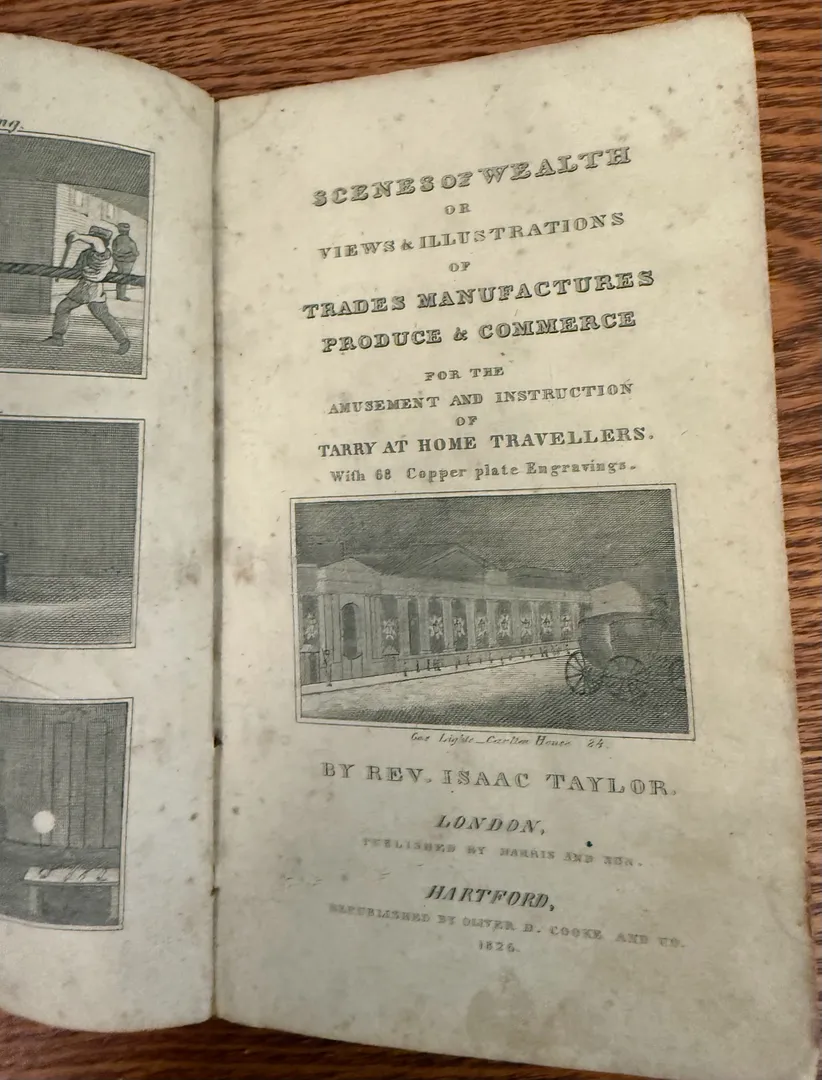 ng.
SCENES OF WEALTH
OR
VIEWS & ILLUSTRATIONS
OF
TRADES MANUFACTURES
PRODUCE & COMMERCE
FOR THE
AMUSEMENT AND INSTRUCTION
OF
TARRY AT HOME TRAVELLERS.
With 68 Copper plate Engravings.
Gas Lights_Carlton House 84.
BY REV. ISAAC TAYLOR.
LONDON,
PUBLISHED BY HARRIS AND SON.
HARTFORD,
REPUBLISHED BY OLIVER D. COOKE AND CO.
1826.